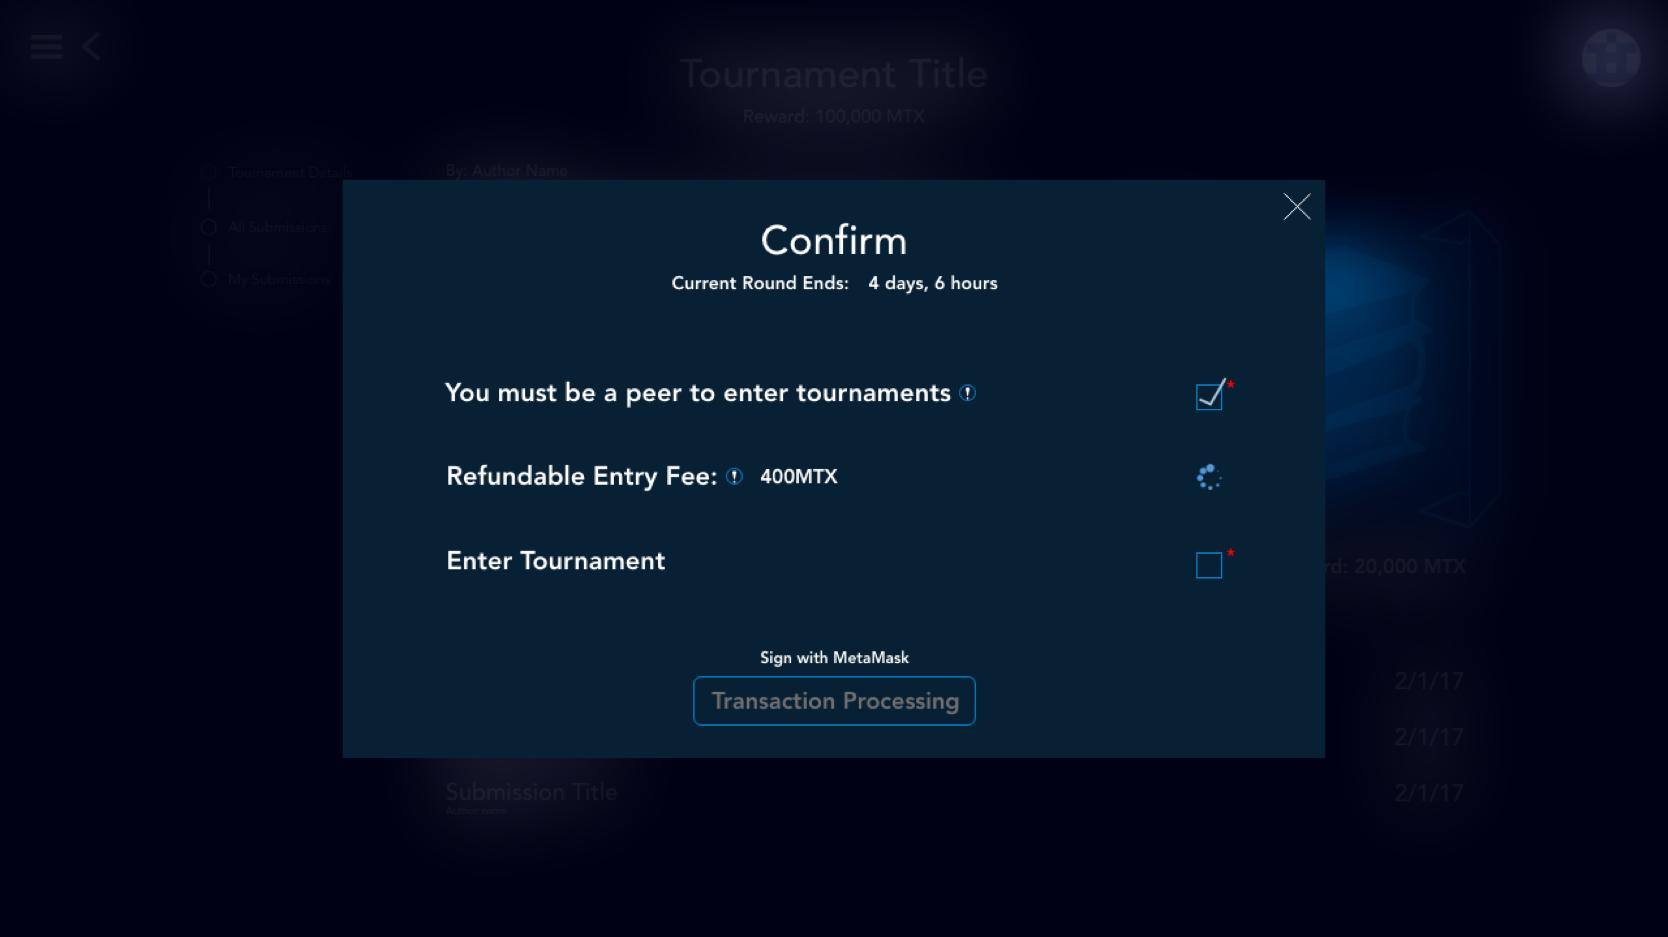 Tournament Title
Reward: 100,000 MTX
Tournament Details
All Submissions
My Submissions
By: Author Name
Confirm
Current Round Ends: 4 days, 6 hours
You must be a peer to enter tournaments
*
Refundable Entry Fee: 400MTX
Enter Tournament
*
rd: 20,000 MTX
Sign with MetaMask
Transaction Processing
2/1/17
2/1/17
Submission Title
2/1/17
Author name